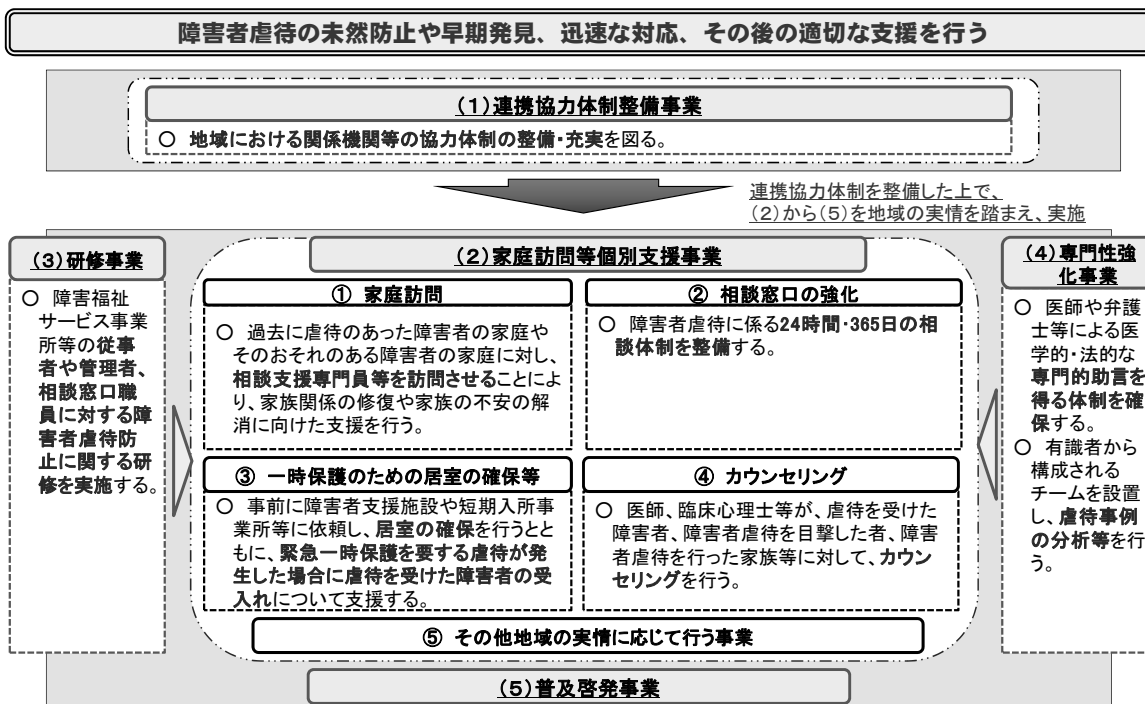 障害者虐待の未然防止や早期発見、迅速な対応、その後の適切な支援を行う
(1)連携協力体制整備事業
○ 地域における関係機関等の協力体制の整備・充実を図る。
連携協力体制を整備した上で、
(2)から(5)を地域の実情を踏まえ、実施
(3)研修事業
○ 障害福祉
サービス事業
所等の従事
者や管理者、
相談窓口職
員に対する障
害者虐待防
止に関する研
修を実施する。
(2)家庭訪問等個別支援事業
① 家庭訪問
○ 過去に虐待のあった障害者の家庭や
そのおそれのある障害者の家庭に対し、
相談支援専門員等を訪問させることによ
り、家族関係の修復や家族の不安の解
消に向けた支援を行う。
② 相談窓口の強化
○ 障害者虐待に係る24時間・365日の相
談体制を整備する。
③ 一時保護のための居室の確保等
○ 事前に障害者支援施設や短期入所事
業所等に依頼し、居室の確保を行うとと
もに、緊急一時保護を要する虐待が発
生した場合に虐待を受けた障害者の受
入れについて支援する。
④ カウンセリング
○ 医師、臨床心理士等が、虐待を受けた
障害者、障害者虐待を目撃した者、障害
者虐待を行った家族等に対して、カウン
セリングを行う。
⑤ その他地域の実情に応じて行う事業
(4)専門性強
化事業
○ 医師や弁護
士等による医
学的・法的な
専門的助言を
得る体制を確
保する。
○ 有識者から
構成される
チームを設置
し、虐待事例
の分析等を行
う。
(5)普及啓発事業